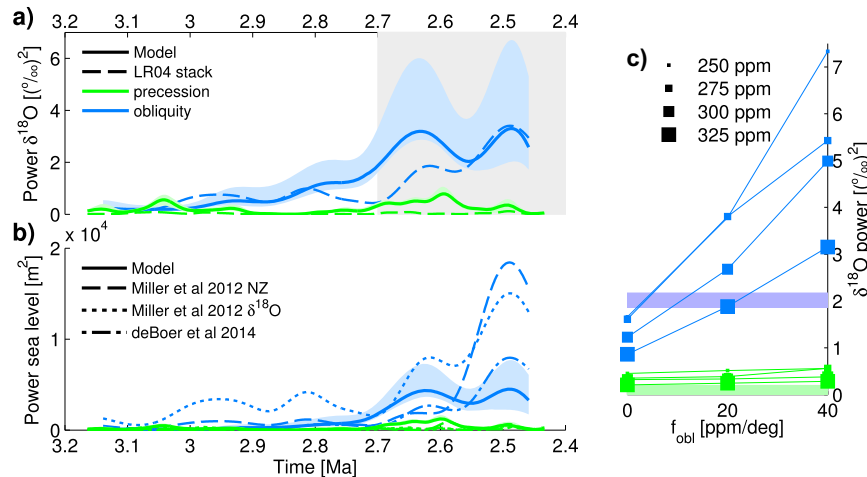 a)
3.2 3.1 3 2.9 2.8 2.7 2.6 2.5 2.4
6
4
2
0
Power δ18O [(o/oo)2]
Model
LR04 stack
precession
obliquity
b)
x 104
2
1
0
Power sea level [m2]
Model
Miller et al 2012 NZ
Miller et al 2012 δ18O
deBoer et al 2014
3.2 3.1 3 2.9 2.8 2.7 2.6 2.5 2.4
Time [Ma]
c)
250 ppm
275 ppm
300 ppm
325 ppm
7
6
5
4
3
2
1
0
δ18O power [(o/oo)2]
0 20 40
fobl [ppm/deg]